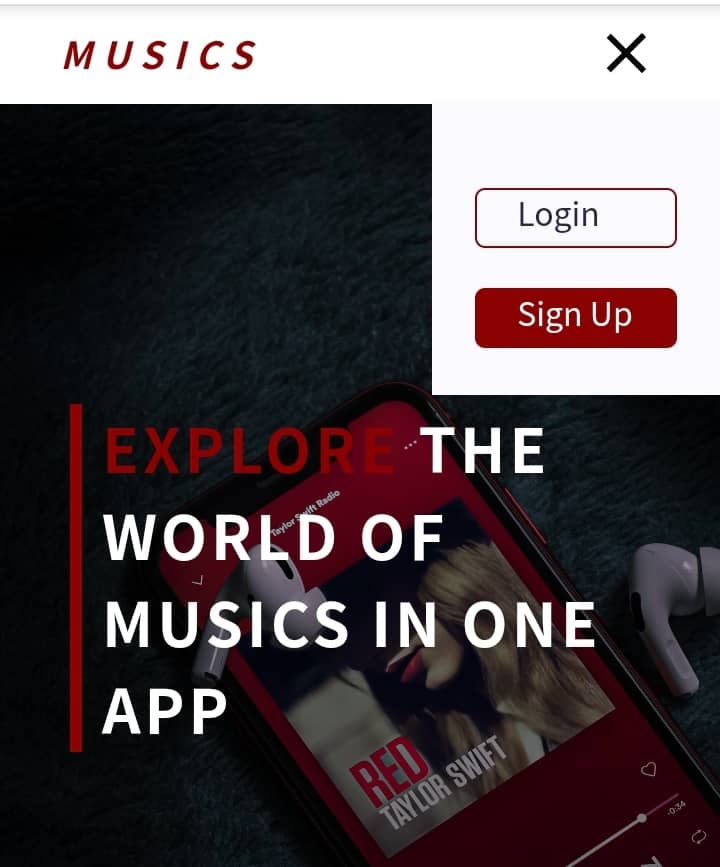 MUSICS
Login
Sign Up
EXPLORE THE
WORLD OF
MUSICS IN ONE
APP
Taylor Swift Radio
RED
TAYLOR SWIFT
-0:34